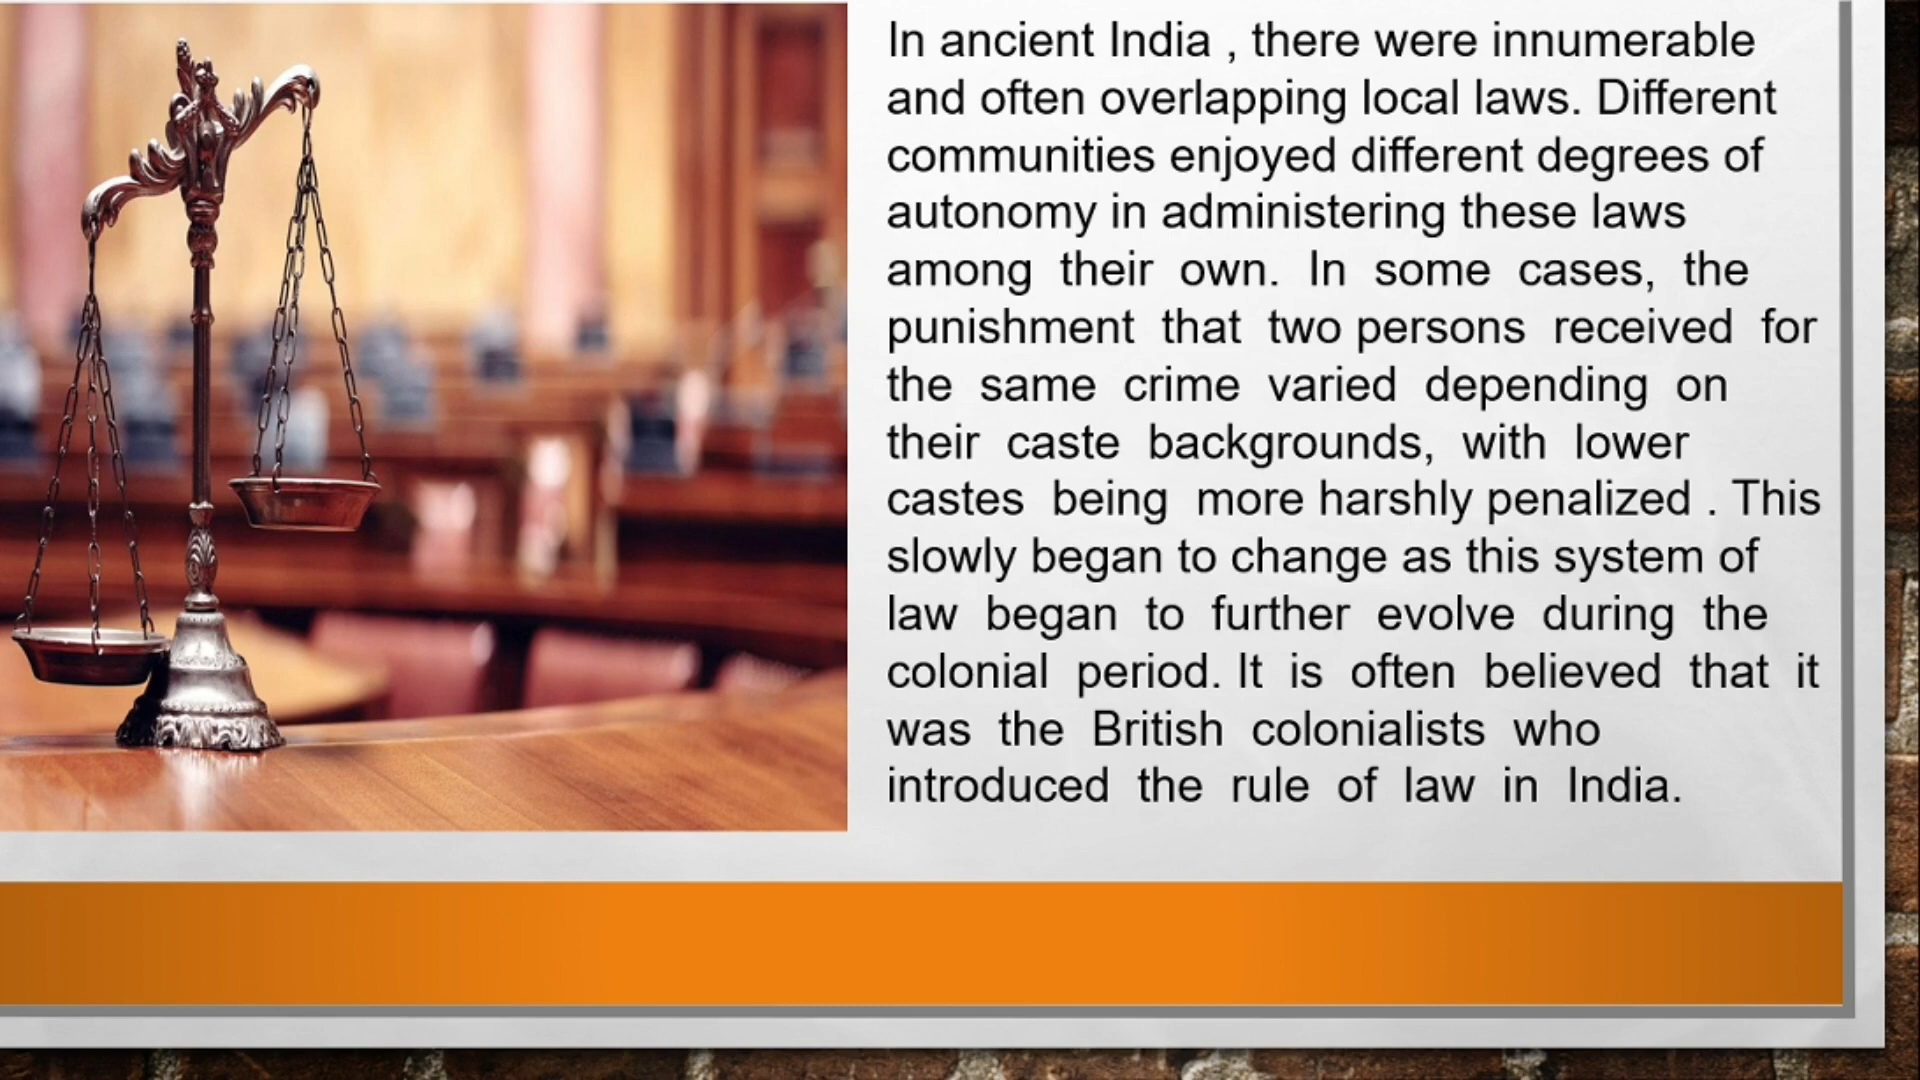 In ancient India , there were innumerable
and often overlapping local laws. Different
communities enjoyed different degrees of
autonomy in administering these laws
among their own. In some cases, the
punishment that two persons received for
the same crime varied depending on
their caste backgrounds, with lower
castes being more harshly penalized . This
slowly began to change as this system of
law began to further evolve during the
colonial period. It is often believed that it
was the British colonialists who
introduced the rule of law in India.